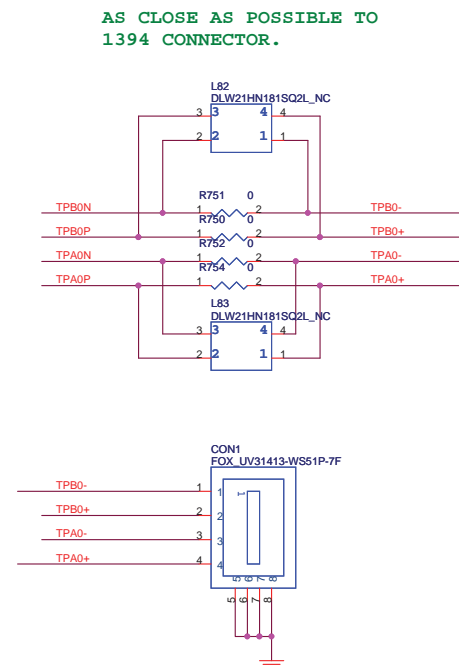 AS CLOSE AS POSSIBLE TO
1394 CONNECTOR.
L82
DLW21HN181SQ2L_NC
3 3 4 4
2 2 1 1
R751 0
TPB0N 1 2 TPB0-
R750 0
TPB0P 1 2 TPB0+
R752 0
TPA0N 1 2 TPA0-
R754 0
TPA0P 1 2 TPA0+
L83
DLW21HN181SQ2L_NC
3 3 4 4
2 2 1 1
CON1
FOX_UV31413-WS51P-7F
TPB0- 1 1 1
TPB0+ 2 2
TPA0- 3 3
TPA0+ 4 4
5 6 7 8
5 6 7 8